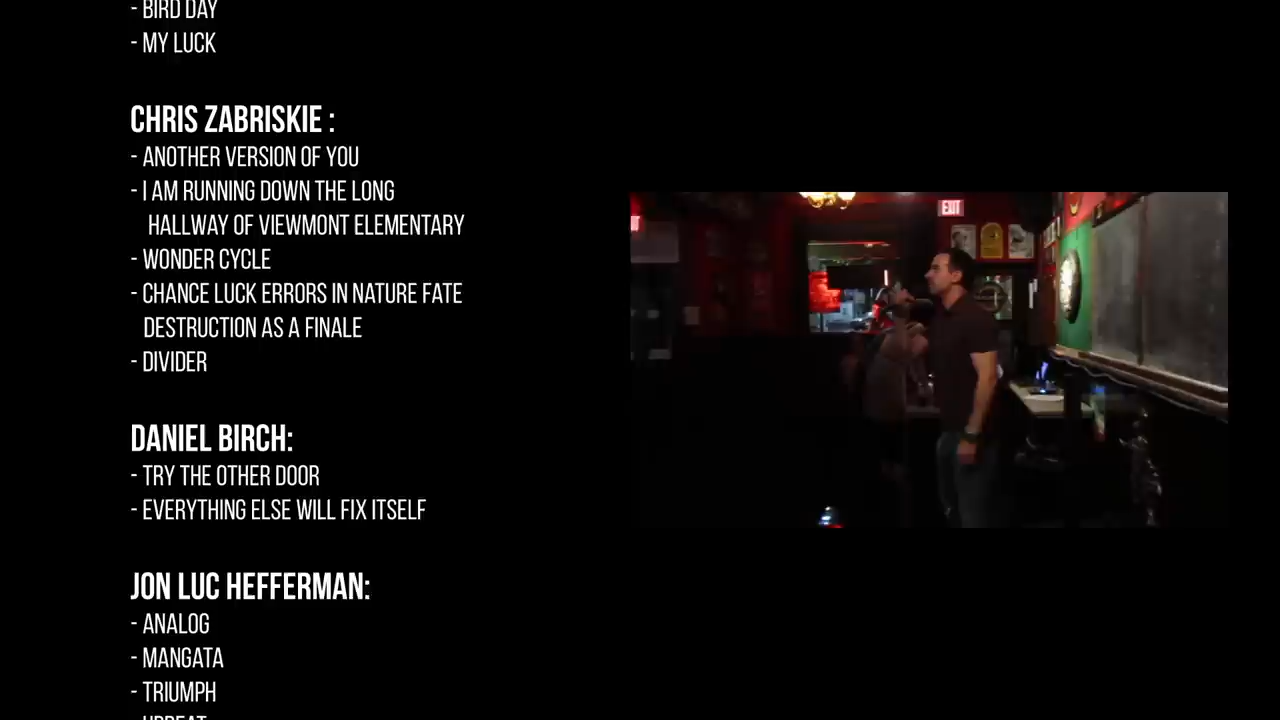 - BIRD DAY
- MY LUCK
CHRIS ZABRISKIE :
- ANOTHER VERSION OF YOU
- I AM RUNNING DOWN THE LONG
HALLWAY OF VIEWMONT ELEMENTARY
- WONDER CYCLE
- CHANCE LUCK ERRORS IN NATURE FATE
DESTRUCTION AS A FINALE
- DIVIDER
DANIEL BIRCH:
- TRY THE OTHER DOOR
- EVERYTHING ELSE WILL FIX ITSELF
JON LUC HEFFERMAN:
- ANALOG
- MANGATA
- TRIUMPH
- UPBEAT
EXIT